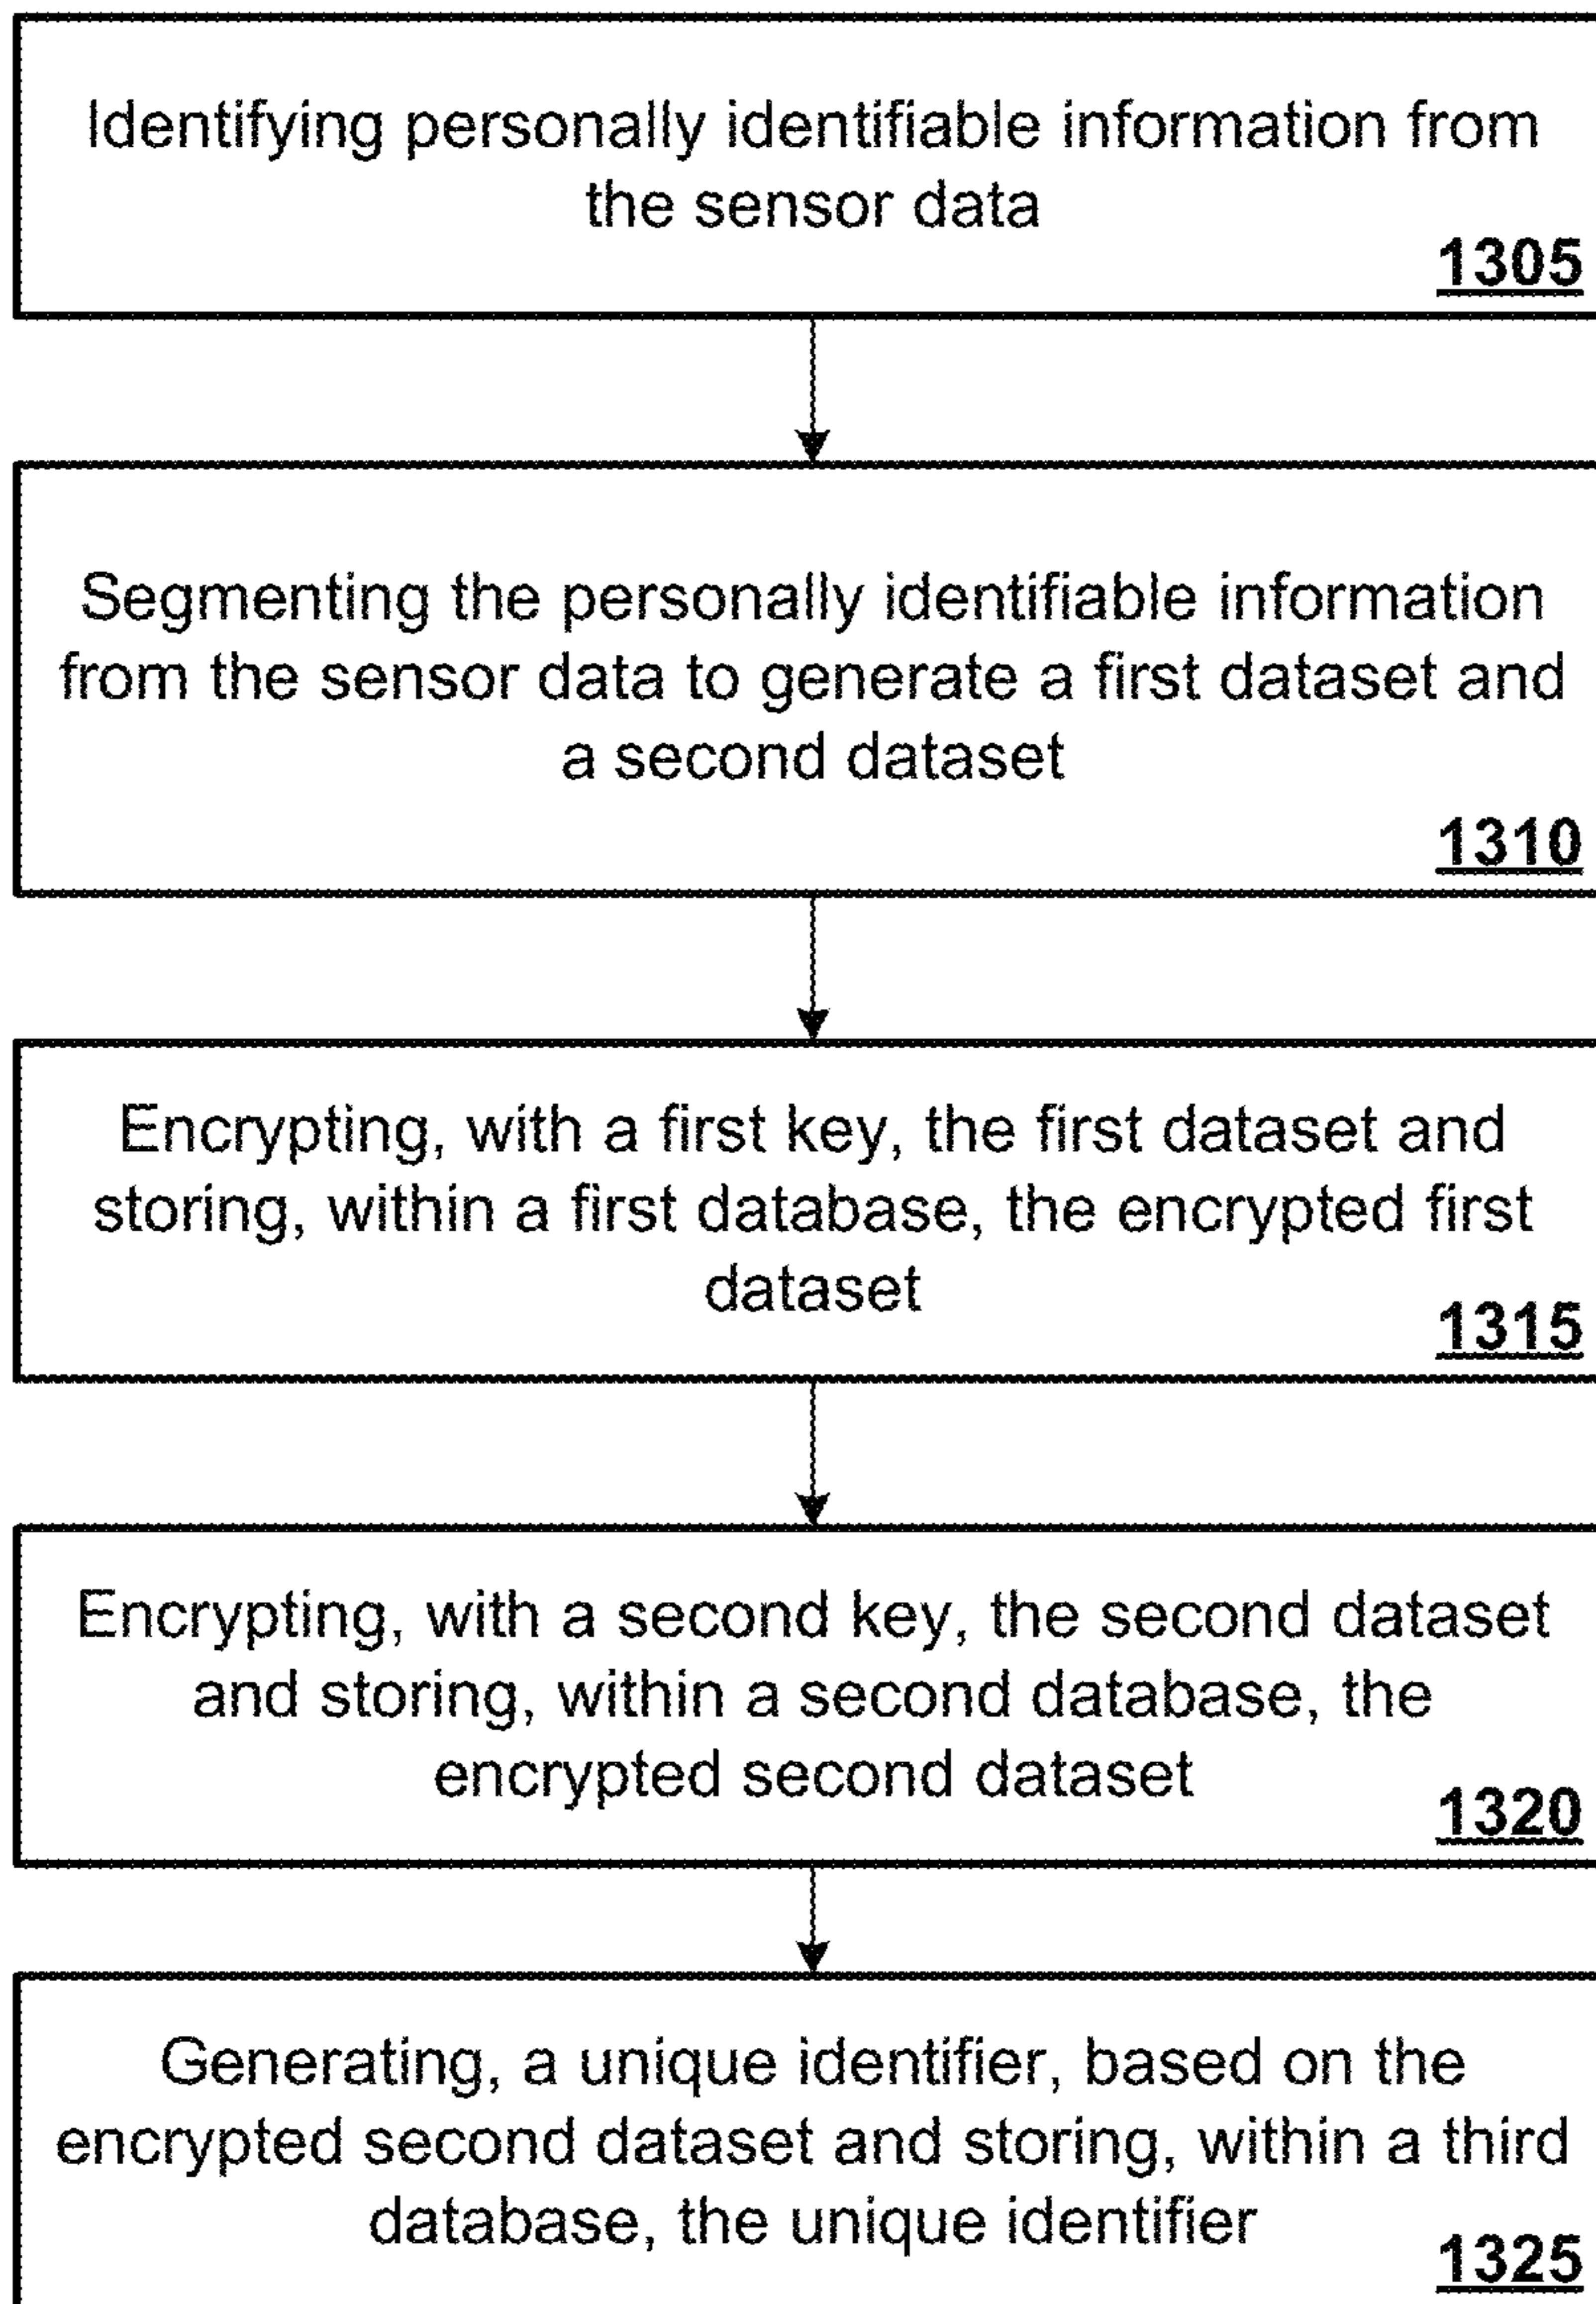 Identifying personally identifiable information from
the sensor data
1305
Segmenting the personally identifiable information
from the sensor data to generate a first dataset and
a second dataset
1310
Encrypting, with a first key, the first dataset and
storing, within a first database, the encrypted first
dataset
1315
Encrypting, with a second key, the second dataset
and storing, within a second database, the
encrypted second dataset
1320
Generating, a unique identifier, based on the
encrypted second dataset and storing, within a third
database, the unique identifier
1325